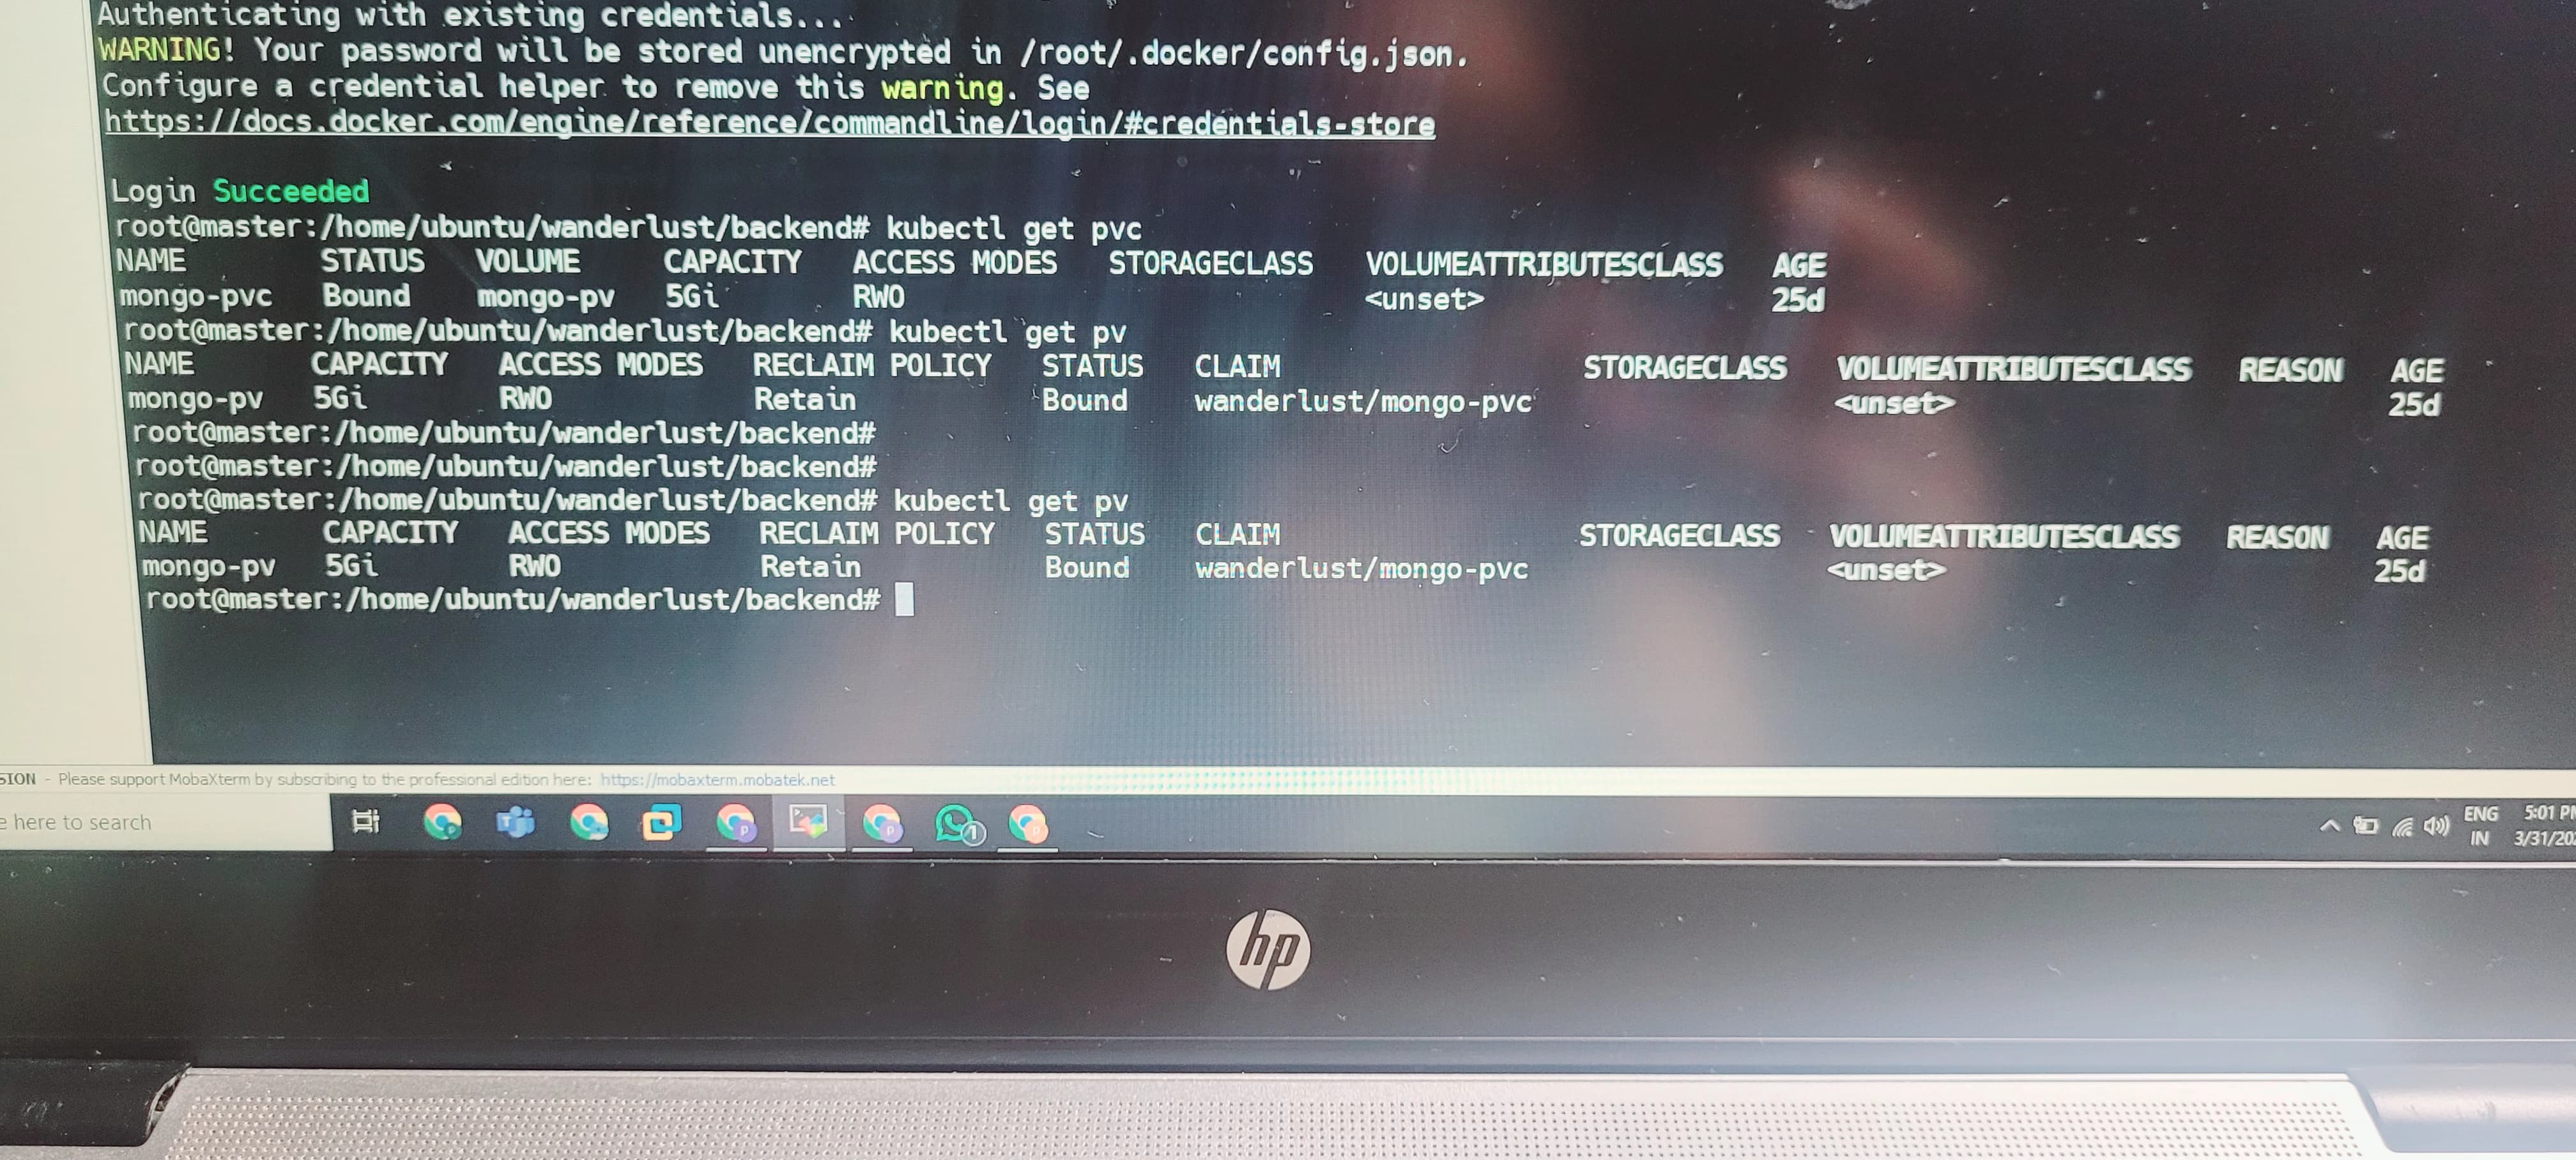 Authenticating with existing credentials...
WARNING! Your password will be stored unencrypted in /root/.docker/config.json.
Configure a credential helper to remove this warning. See
https://docs.docker.com/engine/reference/commandline/login/#credentials-store
Login Succeeded
root@master:/home/ubuntu/wanderlust/backend# kubectl get pvc
NAME STATUS VOLUME CAPACITY ACCESS MODES STORAGECLASS VOLUMEATTRIBUTESCLASS AGE
mongo-pvc Bound mongo-pv 5Gi RWO <unset> 25d
root@master:/home/ubuntu/wanderlust/backend# kubectl get pv
NAME CAPACITY ACCESS MODES RECLAIM POLICY STATUS CLAIM STORAGECLASS VOLUMEATTRIBUTESCLASS REASON AGE
mongo-pv 5Gi RWO Retain Bound wanderlust/mongo-pvc <unset> 25d
root@master:/home/ubuntu/wanderlust/backend#
root@master:/home/ubuntu/wanderlust/backend#
root@master:/home/ubuntu/wanderlust/backend# kubectl get pv
NAME CAPACITY ACCESS MODES RECLAIM POLICY STATUS CLAIM STORAGECLASS VOLUMEATTRIBUTESCLASS REASON AGE
mongo-pv 5Gi RWO Retain Bound wanderlust/mongo-pvc <unset> 25d
root@master:/home/ubuntu/wanderlust/backend#
SION - Please support MobaXterm by subscribing to the professional edition here: https://mobaxterm.mobatek.net
e here to search
1
ENG 5:01 PM
IN 3/31/202
hp